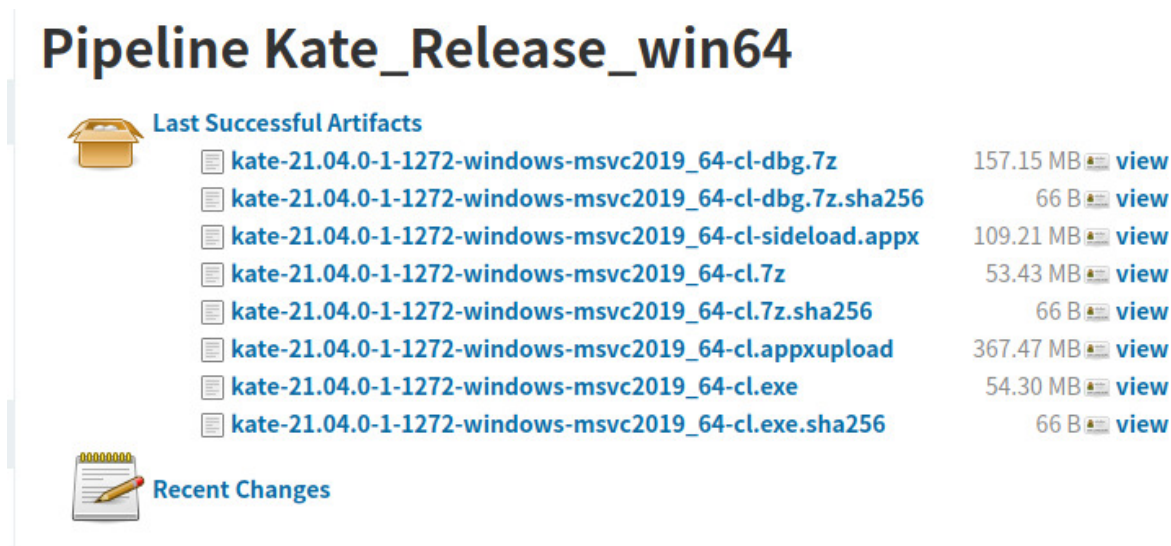 Pipeline Kate_Release_win64
Last Successful Artifacts
kate-21.04.0-1-1272-windows-msvc2019_64-cl-dbg.7z 157.15 MB view
kate-21.04.0-1-1272-windows-msvc2019_64-cl-dbg.7z.sha256 66 B view
kate-21.04.0-1-1272-windows-msvc2019_64-cl-sideload.appx 109.21 MB view
kate-21.04.0-1-1272-windows-msvc2019_64-cl.7z 53.43 MB view
kate-21.04.0-1-1272-windows-msvc2019_64-cl.7z.sha256 66 B view
kate-21.04.0-1-1272-windows-msvc2019_64-cl.appxupload 367.47 MB view
kate-21.04.0-1-1272-windows-msvc2019_64-cl.exe 54.30 MB view
kate-21.04.0-1-1272-windows-msvc2019_64-cl.exe.sha256 66 B view
Recent Changes